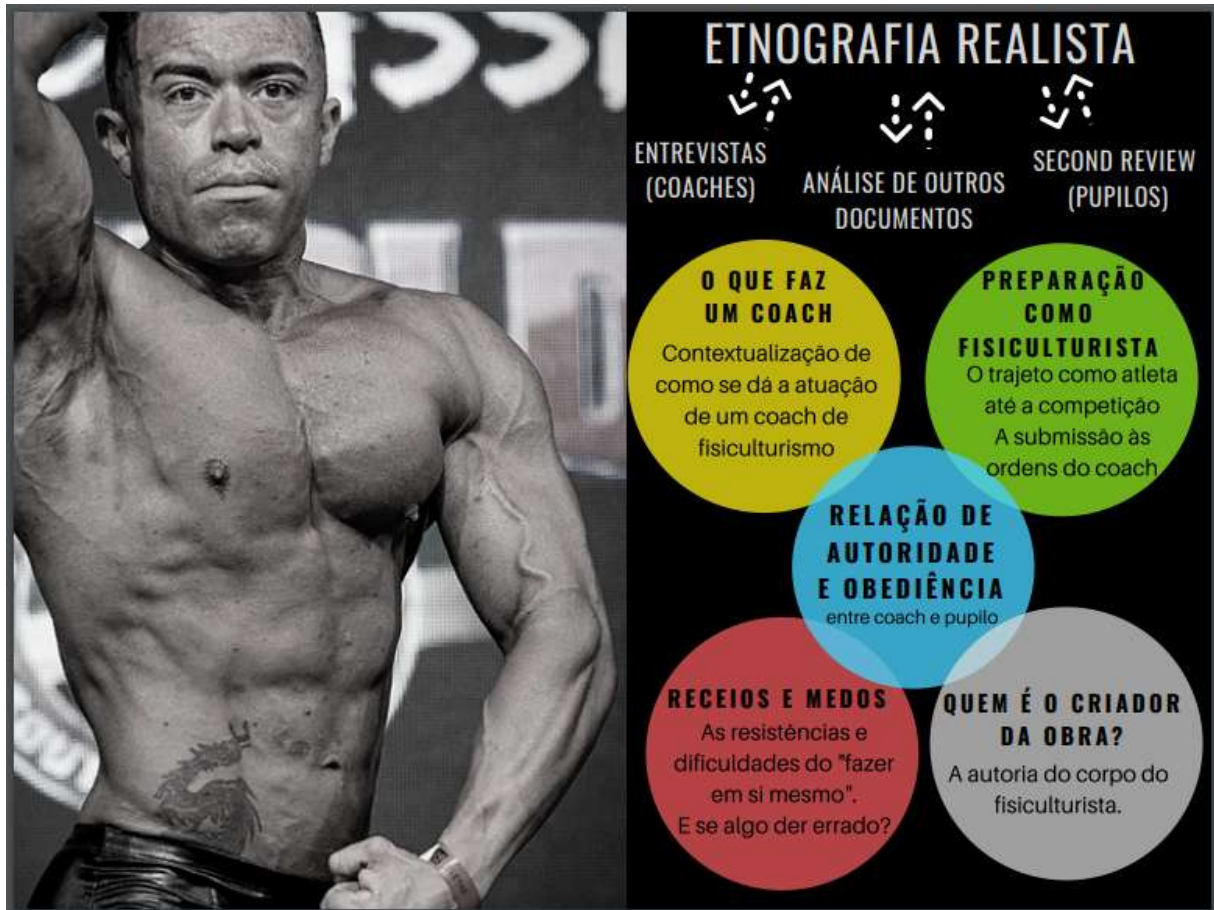 ETNOGRAFIA REALISTA
ENTREVISTAS
(COACHES)
ANÁLISE DE OUTROS
DOCUMENTOS
SECOND REVIEW
(PUPILOS)
O QUE FAZ
UM COACH
Contextualização de
como se dá a atuação
de um coach de
fisiculturismo
PREPARAÇÃO
COMO
FISICULTURISTA
O trajeto como atleta
até a competição
A submissão às
ordens do coach
RELAÇÃO DE
AUTORIDADE
E OBEDIÊNCIA
entre coach e pupilo
RECEIOS E MEDOS
As resistências e
dificuldades do "fazer
em si mesmo".
E se algo der errado?
QUEM É O CRIADOR
DA OBRA?
A autoria do corpo do
fisiculturista.